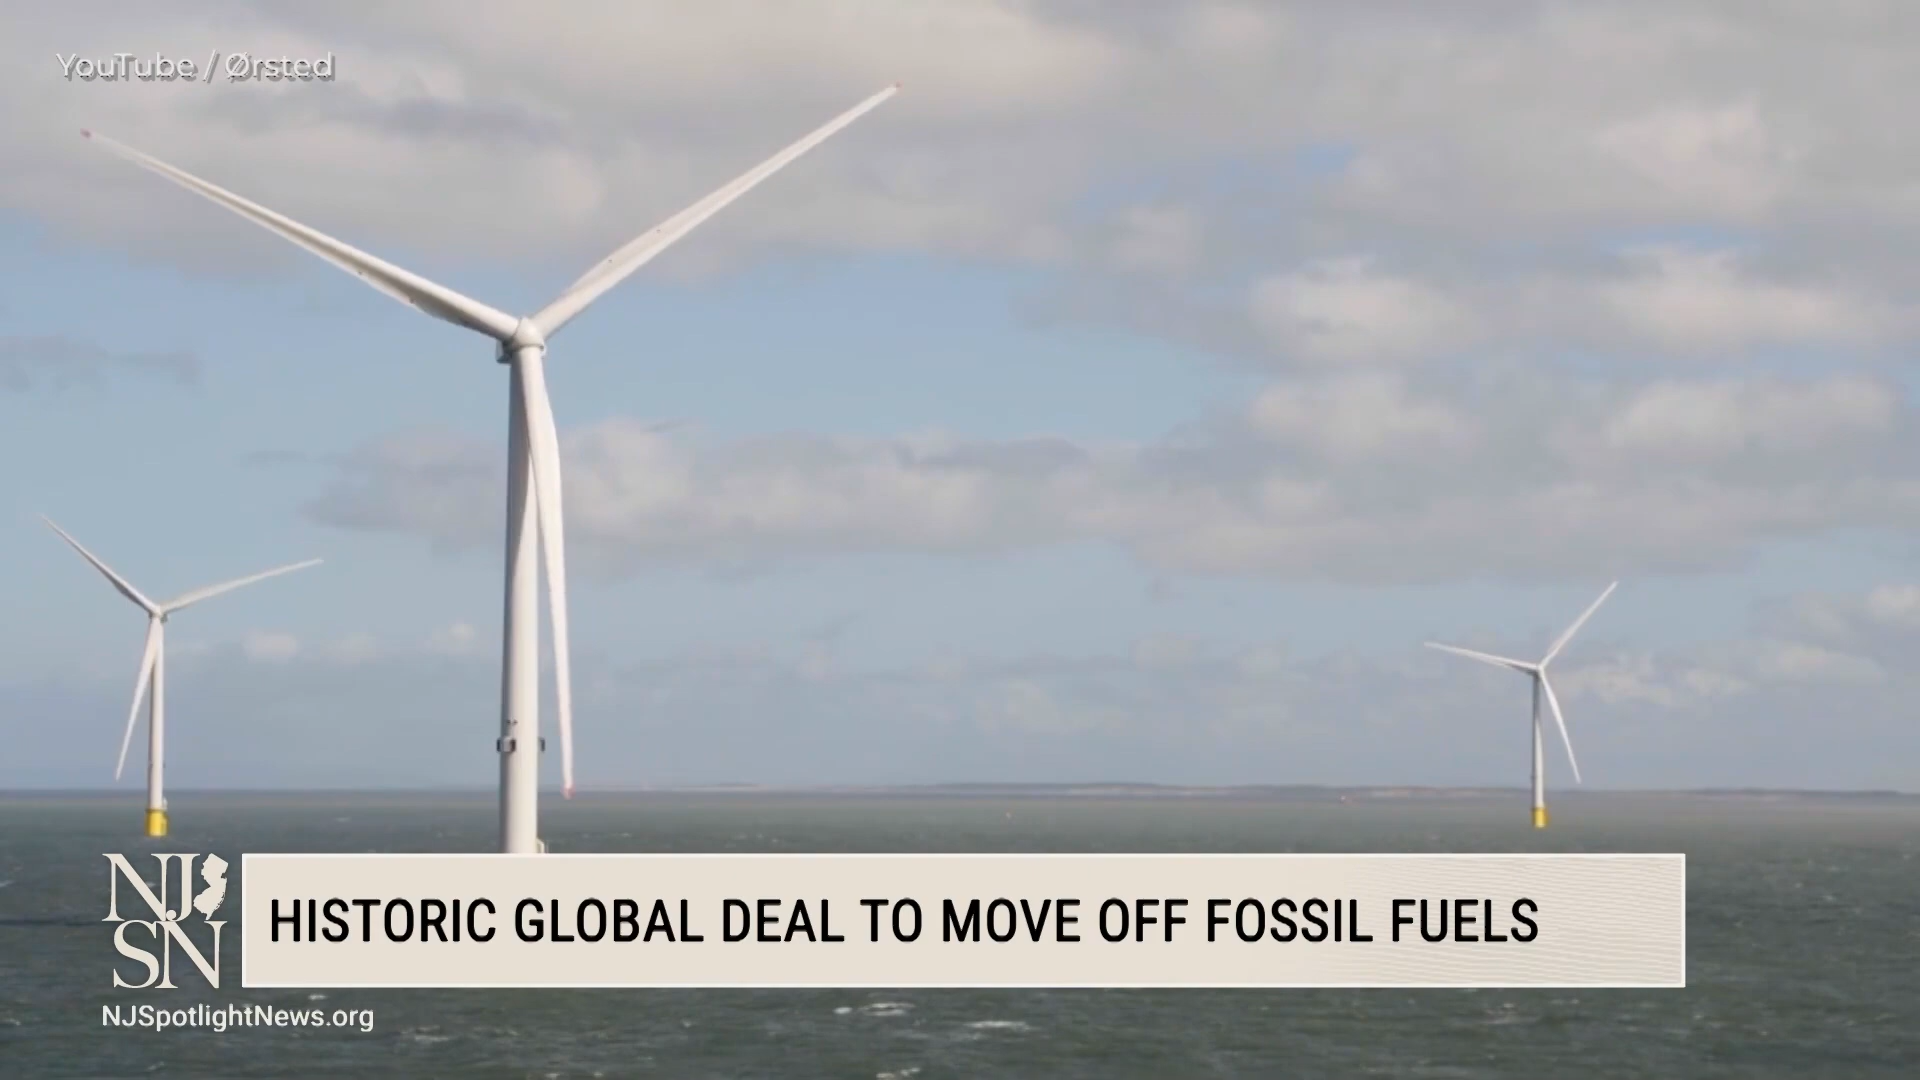 YouTube / Ørsted
NJ
SN
HISTORIC GLOBAL DEAL TO MOVE OFF FOSSIL FUELS
NJSpotlightNews.org